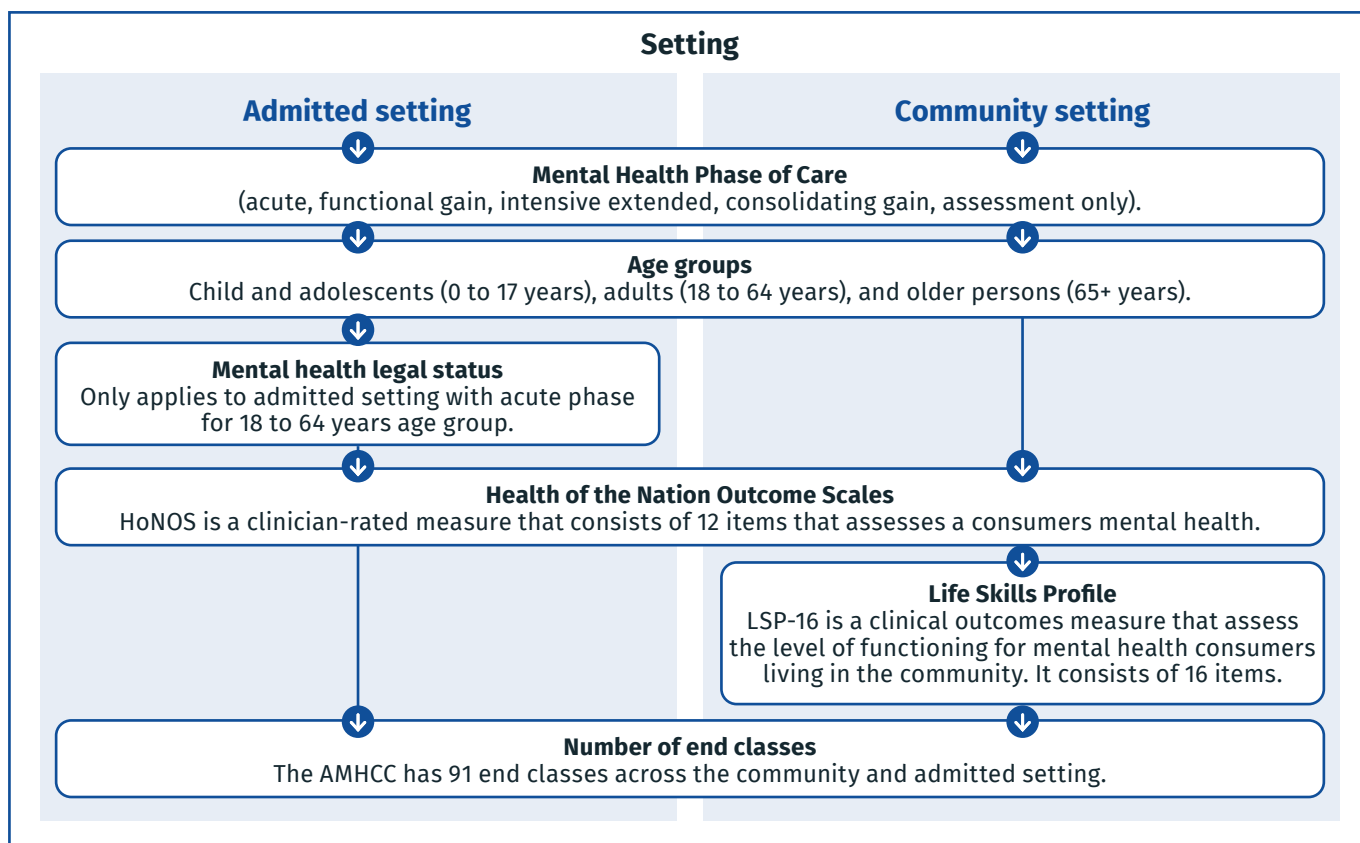 Setting
Admitted setting
Community setting
Mental Health Phase of Care
(acute, functional gain, intensive extended, consolidating gain, assessment only).
Age groups
Child and adolescents (0 to 17 years), adults (18 to 64 years), and older persons (65+ years).
Mental health legal status
Only applies to admitted setting with acute phase
for 18 to 64 years age group.
Health of the Nation Outcome Scales
HoNOS is a clinician-rated measure that consists of 12 items that assesses a consumers mental health.
Life Skills Profile
LSP-16 is a clinical outcomes measure that assess
the level of functioning for mental health consumers
living in the community. It consists of 16 items.
Number of end classes
The AMHCC has 91 end classes across the community and admitted setting.